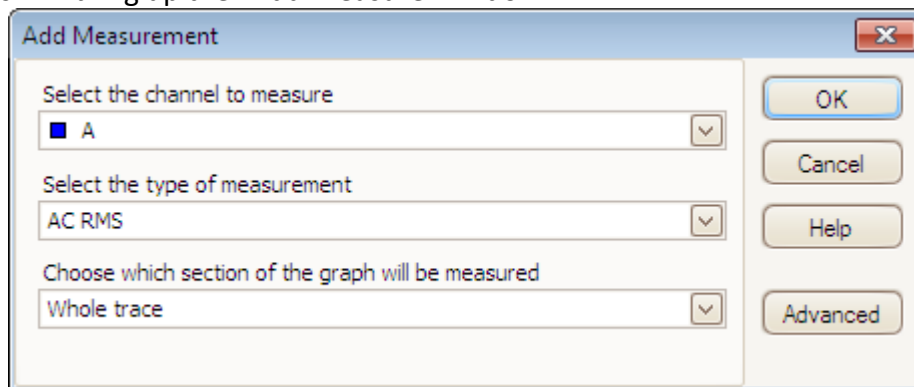 Add Measurement
Select the channel to measure
A
Select the type of measurement
AC RMS
Choose which section of the graph will be measured
Whole trace
OK
Cancel
Help
Advanced